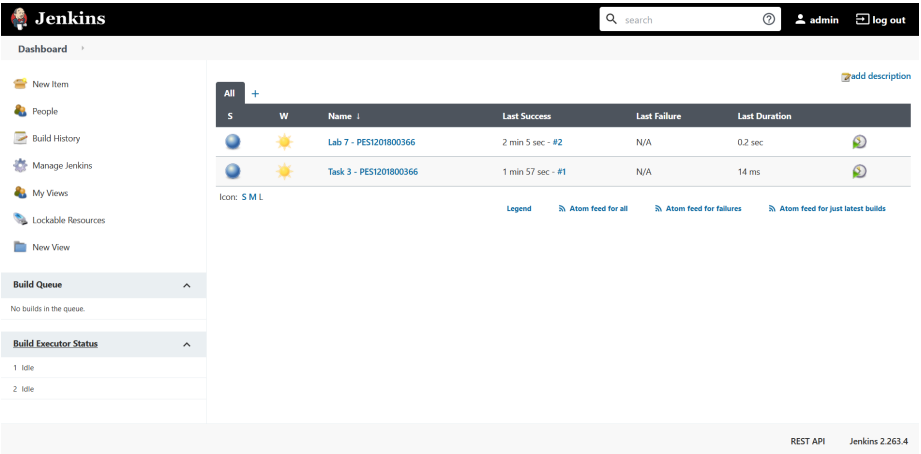 Jenkins
search
admin
log out
Dashboard
New Item
People
Build History
Manage Jenkins
My Views
Lockable Resources
New View
Build Queue
No builds in the queue.
Build Executor Status
1 Idle
2 Idle
add description
All +
S W Name ↓ Last Success Last Failure Last Duration
Lab 7 - PES1201800366 2 min 5 sec - #2 N/A 0.2 sec
Task 3 - PES1201800366 1 min 57 sec - #1 N/A 14 ms
Icon: S M L
Legend Atom feed for all Atom feed for failures Atom feed for just latest builds
REST API Jenkins 2.263.4